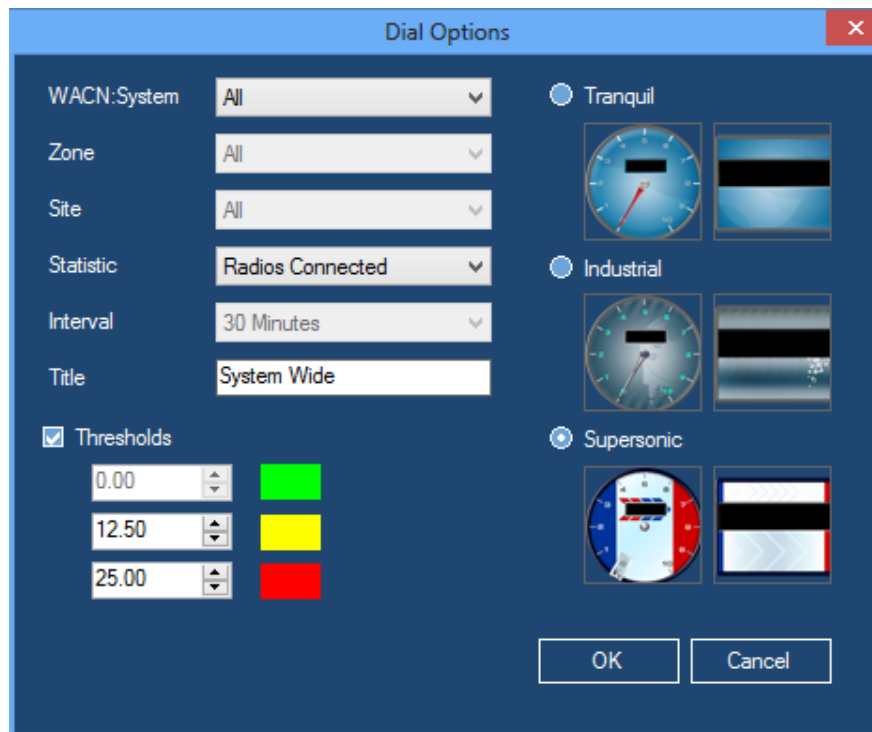 Dial Options
WACN:System All
Zone All
Site All
Statistic Radios Connected
Interval 30 Minutes
Title System Wide
Thresholds
0.00
12.50
25.00
Tranquil
Industrial
Supersonic
OK Cancel